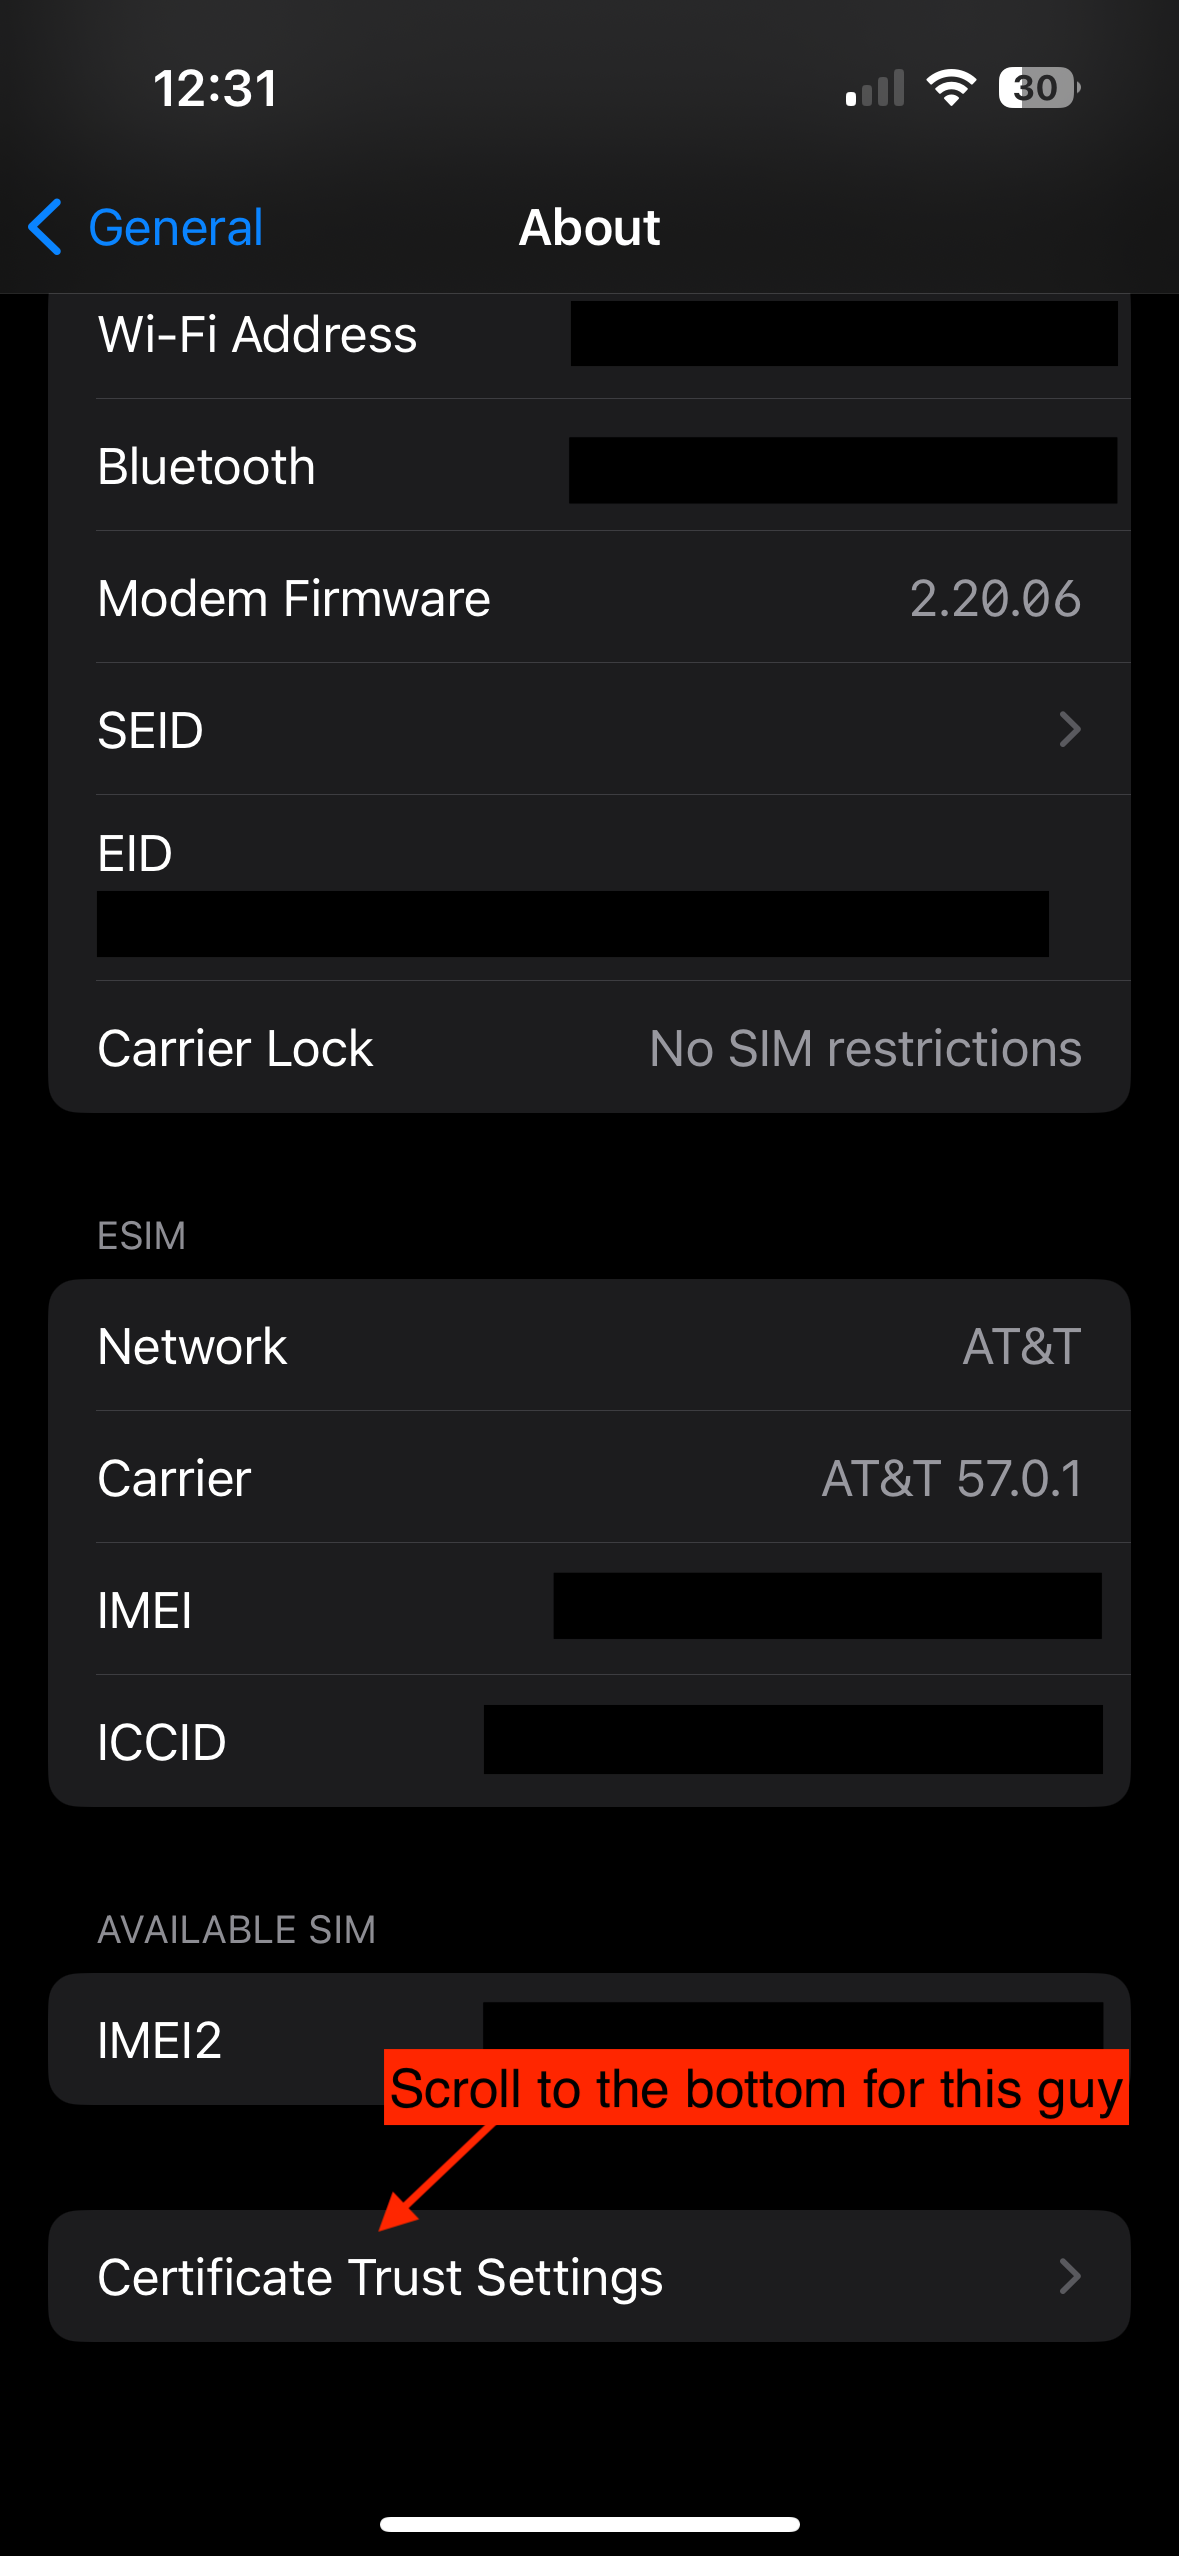 12:31
30
General
About
Wi-Fi Address
Bluetooth
Modem Firmware 2.20.06
SEID
EID
Carrier Lock No SIM restrictions
ESIM
Network AT&T
Carrier AT&T 57.0.1
IMEI
ICCID
AVAILABLE SIM
IMEI2
Scroll to the bottom for this guy
Certificate Trust Settings